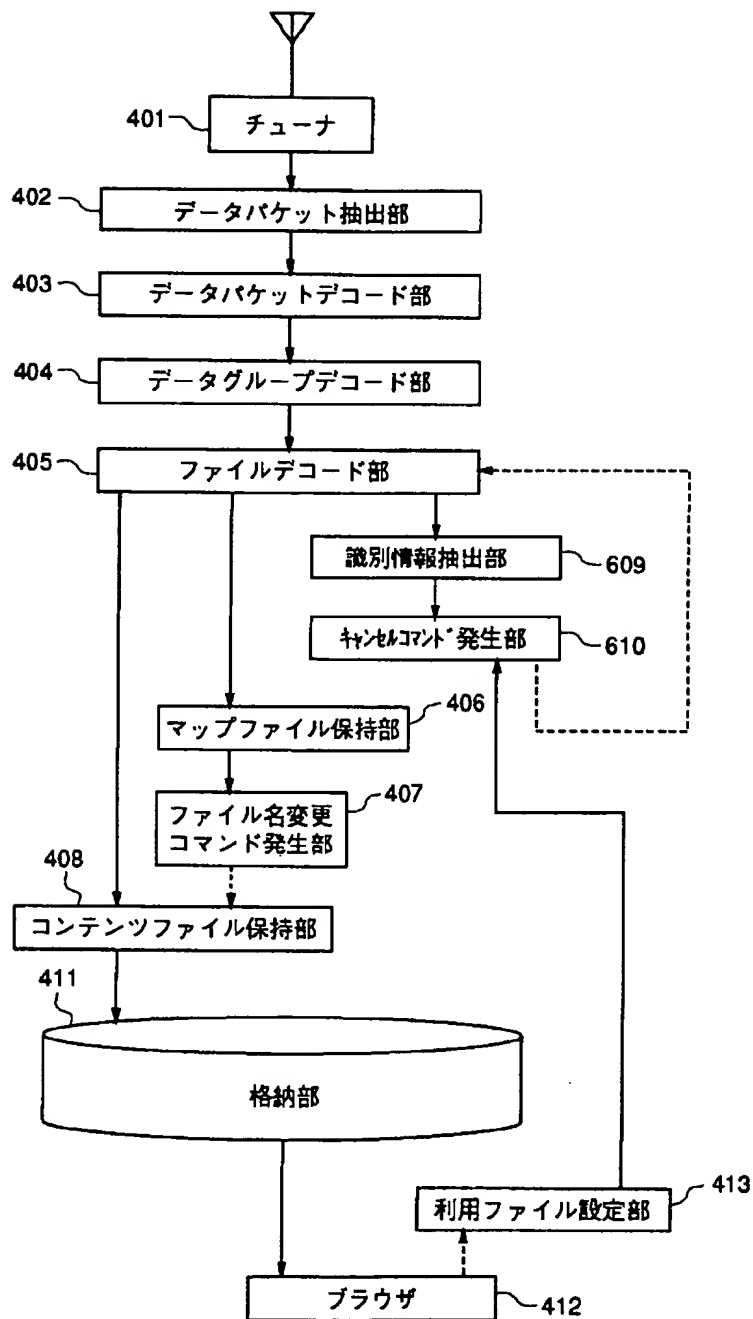 401
チューナ
402
データパケット抽出部
403
データパケットデコード部
404
データグループデコード部
405
ファイルデコード部
識別情報抽出部
609
キャンセルコマンド発生部
610
406
マップファイル保持部
407
ファイル名変更
コマンド発生部
408
コンテンツファイル保持部
411
格納部
413
利用ファイル設定部
ブラウザ
412